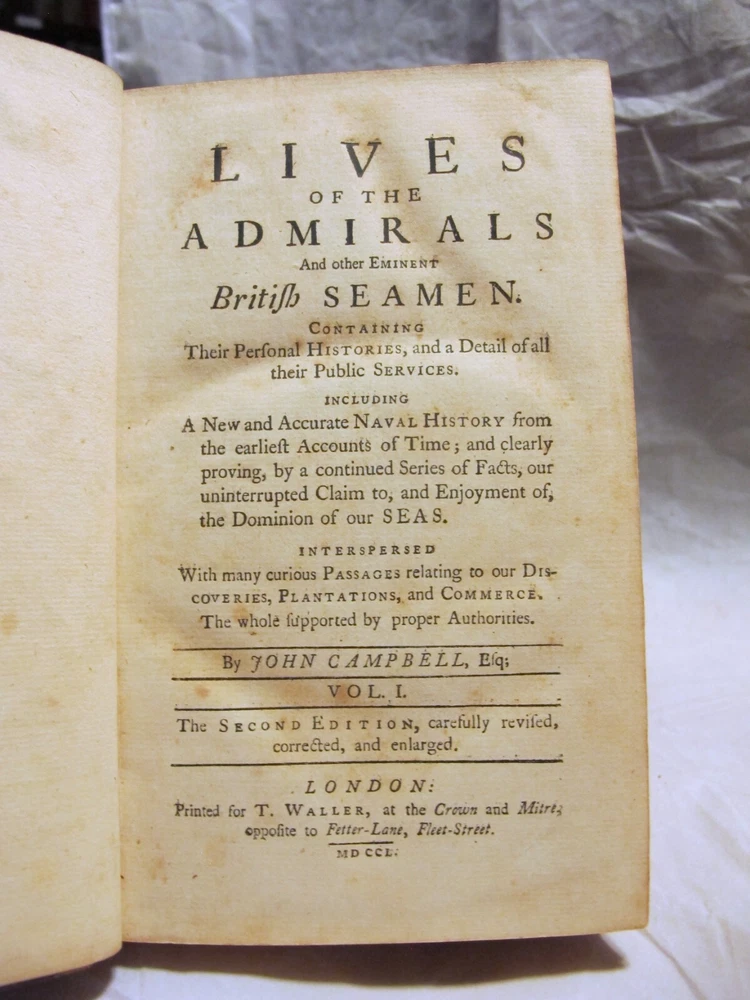 LIVES
OF THE
ADMIRALS
And other EMINENT
Britiſh SEAMEN.
CONTAINING
Their Perſonal HISTORIES, and a Detail of all
their Public SERVICES.
INCLUDING
A New and Accurate NAVAL HISTORY from
the earlieſt Accounts of Time; and clearly
proving, by a continued Series of Facts, our
uninterrupted Claim to, and Enjoyment of,
the Dominion of our SEAS.
INTERSPERSED
With many curious PASSAGES relating to our DIS-
COVERIES, PLANTATIONS, and COMMERCE.
The whole ſupported by proper Authorities.
By JOHN CAMPBELL, Eſq;
VOL. I.
The SECOND EDITION, carefully reviſed,
corrected, and enlarged.
LONDON:
Printed for T. WALLER, at the Crown and Mitre,
oppoſite to Fetter-Lane, Fleet-Street.
MDCCL.